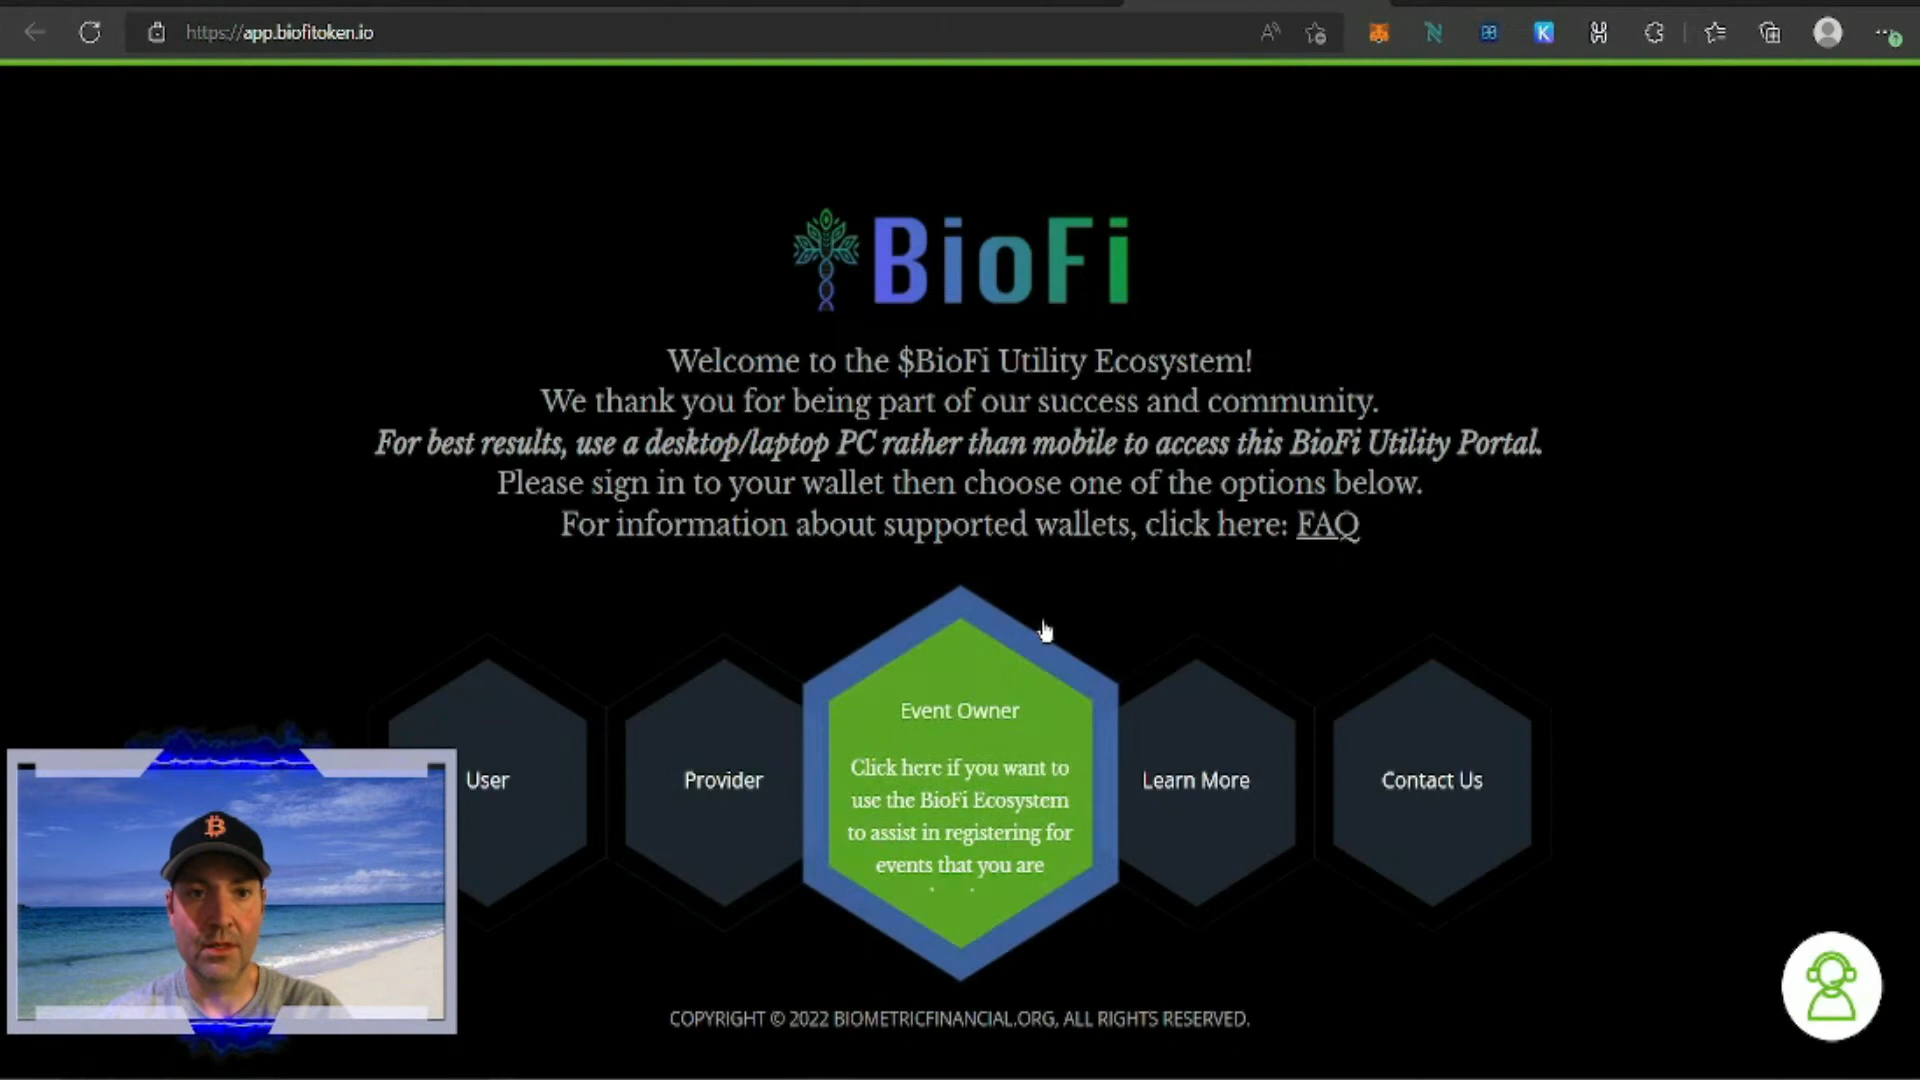 https://app.biofitoken.io
BioFi
Welcome to the $BioFi Utility Ecosystem!
We thank you for being part of our success and community.
For best results, use a desktop/laptop PC rather than mobile to access this BioFi Utility Portal.
Please sign in to your wallet then choose one of the options below.
For information about supported wallets, click here: FAQ
User
Provider
Event Owner
Click here if you want to
use the BioFi Ecosystem
to assist in registering for
events that you are
Learn More
Contact Us
COPYRIGHT © 2022 BIOMETRICFINANCIAL.ORG, ALL RIGHTS RESERVED.